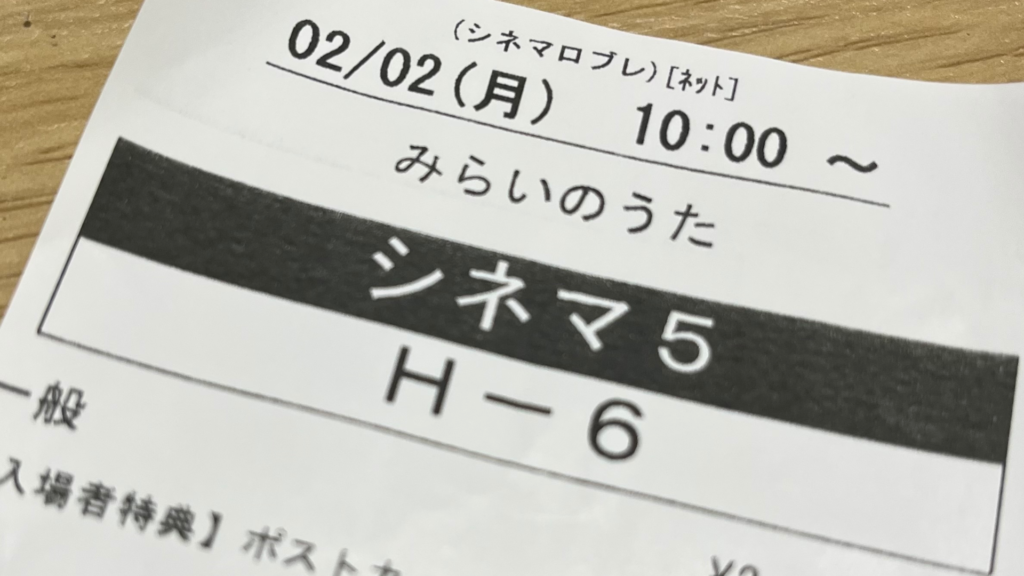 (シネマロブレ)[ﾈｯﾄ]
02/02(月) 10:00 ～
みらいのうた
シネマ5
H－6
一般
入場者特典】ポスト